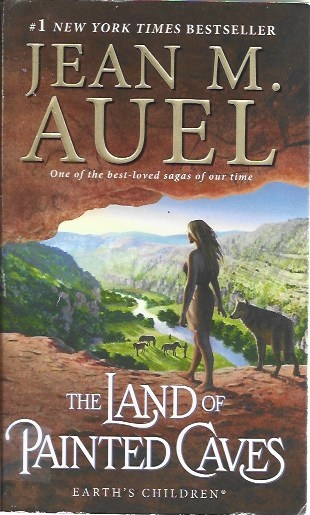 #1 NEW YORK TIMES BESTSELLER
JEAN M.
AUEL
One of the best-loved sagas of our time
THE LAND OF
PAINTED CAVES
EARTH'S CHILDREN®